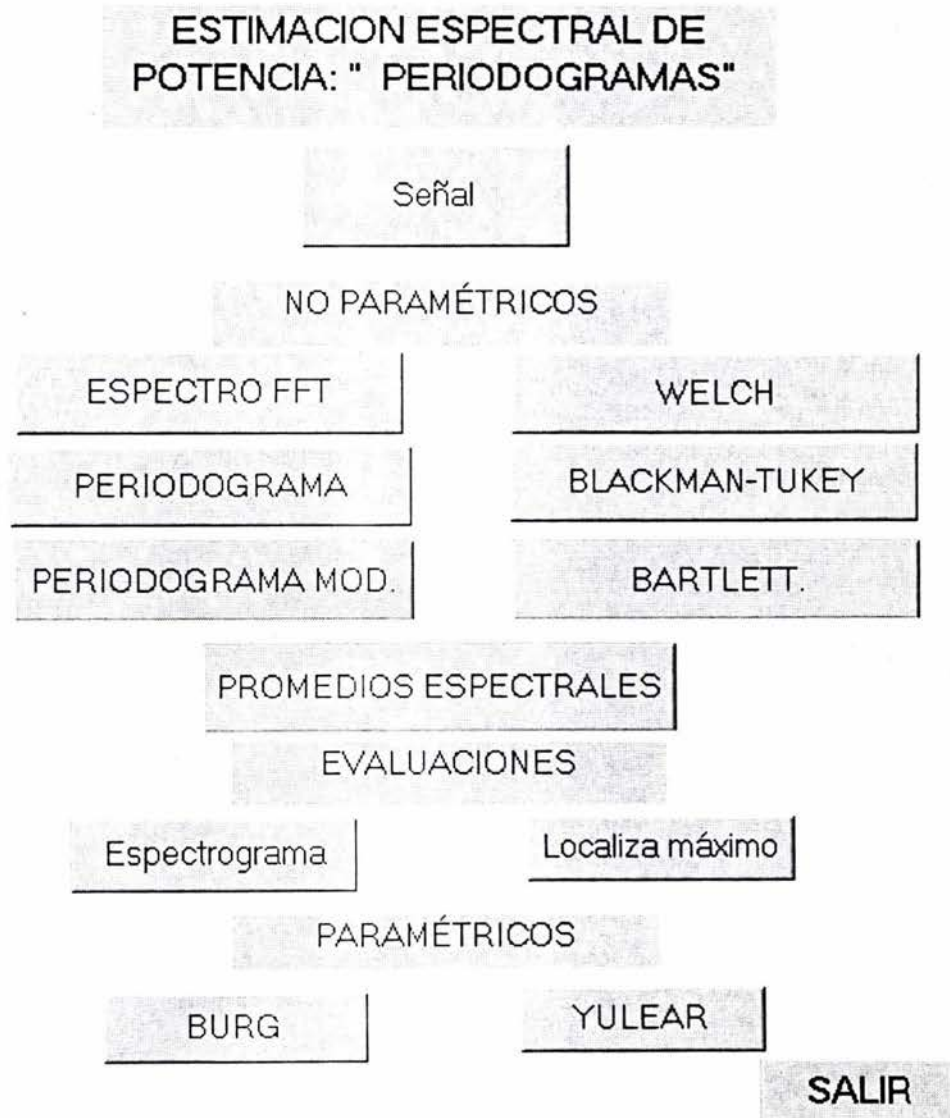 ESTIMACION ESPECTRAL DE
POTENCIA: " PERIODOGRAMAS"
Señal
NO PARAMÉTRICOS
ESPECTRO FFT
WELCH
PERIODOGRAMA
BLACKMAN-TUKEY
PERIODOGRAMA MOD.
BARTLETT.
PROMEDIOS ESPECTRALES
EVALUACIONES
Espectrograma
Localiza máximo
PARAMÉTRICOS
BURG
YULEAR
SALIR